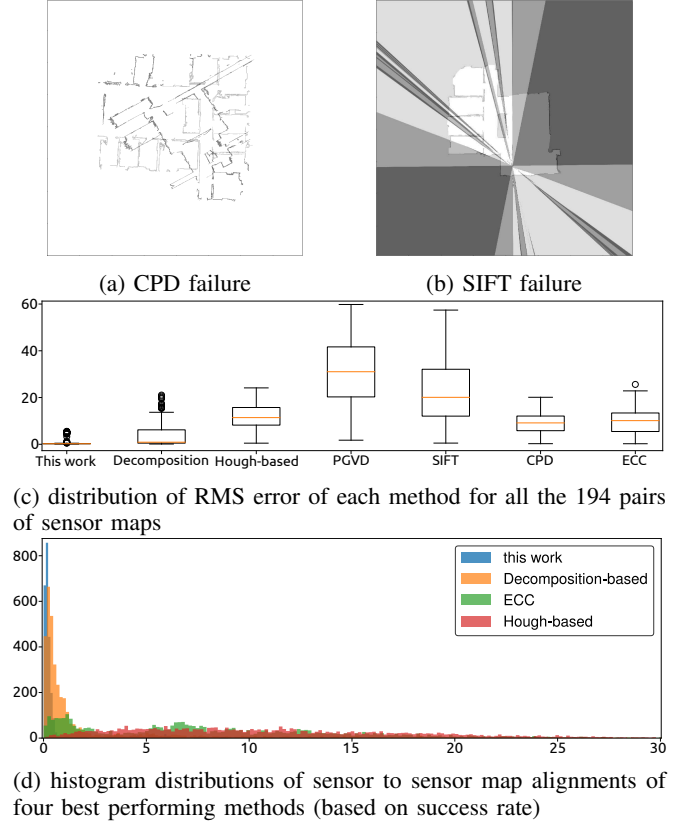 (a) CPD failure
(b) SIFT failure
60
40
20
0
This work Decomposition Hough-based PGVD SIFT CPD ECC
(c) distribution of RMS error of each method for all the 194 pairs
of sensor maps
800
600
400
200
0
this work
Decomposition-based
ECC
Hough-based
0 5 10 15 20 25 30
(d) histogram distributions of sensor to sensor map alignments of
four best performing methods (based on success rate)